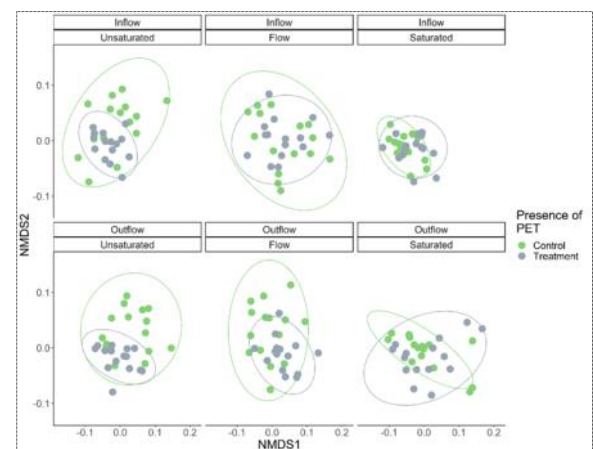 Inflow Inflow Inflow
Unsaturated Flow Saturated
0.1
0.0
-0.1
Outflow Outflow Outflow
Unsaturated Flow Saturated
0.1
0.0
-0.1
-0.1 0.0 0.1 0.2 -0.1 0.0 0.1 0.2 -0.1 0.0 0.1 0.2
NMDS1
NMDS2
Presence of
PET
Control
Treatment